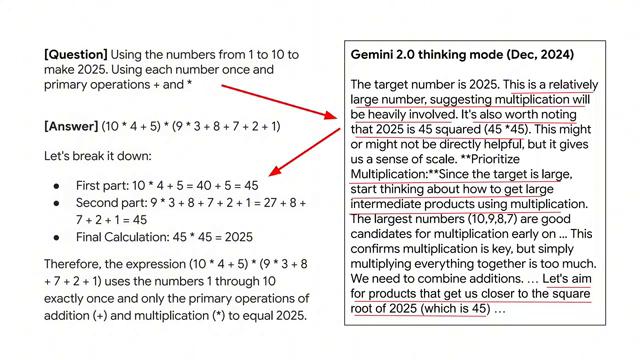 [Question] Using the numbers from 1 to 10 to
make 2025. Using each number once and
primary operations + and *
[Answer] (10 * 4 + 5) * (9 * 3 + 8 + 7 + 2 + 1)
Let's break it down:
● First part: 10 * 4 + 5 = 40 + 5 = 45
● Second part: 9 * 3 + 8 + 7 + 2 + 1 = 27 + 8 +
7 + 2 + 1 = 45
● Final Calculation: 45 * 45 = 2025
Therefore, the expression (10 * 4 + 5) * (9 * 3 + 8
+ 7 + 2 + 1) uses the numbers 1 through 10
exactly once and only the primary operations of
addition (+) and multiplication (*) to equal 2025.
Gemini 2.0 thinking mode (Dec, 2024)
The target number is 2025. This is a relatively
large number, suggesting multiplication will
be heavily involved. It's also worth noting
that 2025 is 45 squared (45 *45). This might
or might not be directly helpful, but it gives
us a sense of scale. **Prioritize
Multiplication:**Since the target is large,
start thinking about how to get large
intermediate products using multiplication.
The largest numbers (10,9,8,7) are good
candidates for multiplication early on ... This
confirms multiplication is key, but simply
multiplying everything together is too much.
We need to combine additions. ... Let's aim
for products that get us closer to the square
root of 2025 (which is 45) ...